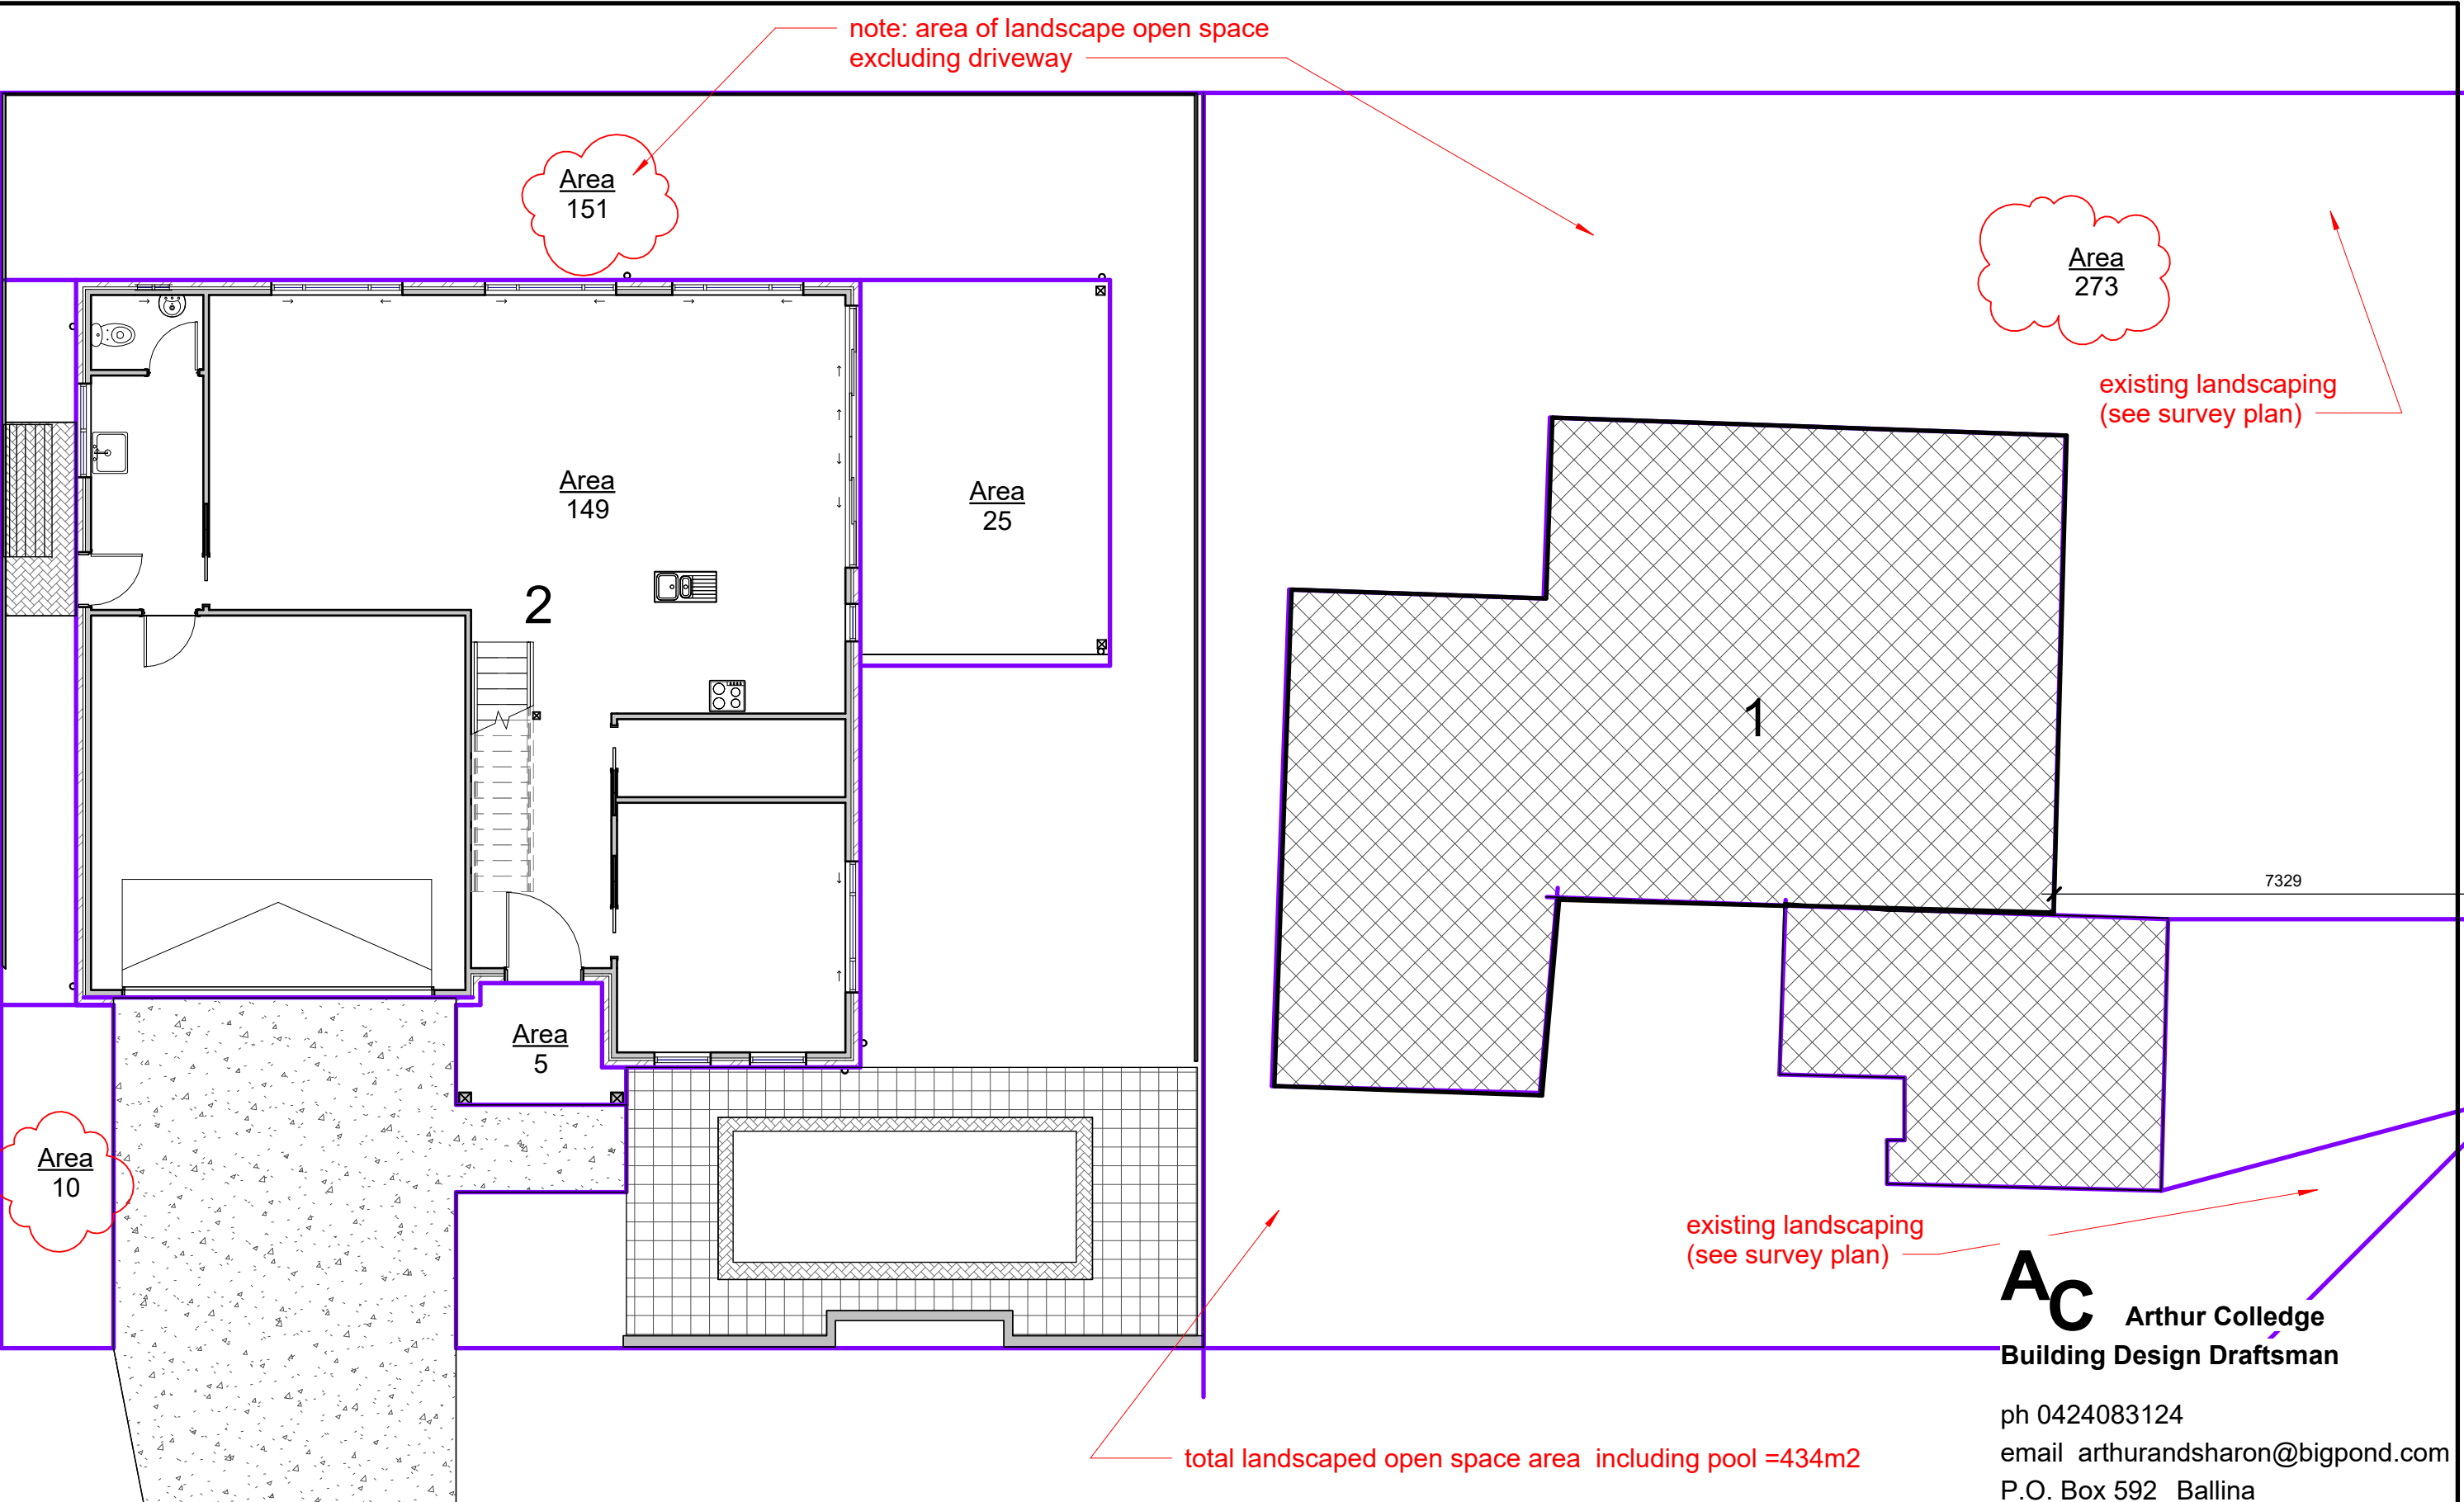 note: area of landscape open space
excluding driveway
Area
151
Area
273
existing landscaping
(see survey plan)
Area
149
Area
25
2
1
7329
Area
5
Area
10
existing landscaping
(see survey plan)
AC
Arthur Colledge
Building Design Draftsman
ph 0424083124
email arthurandsharon@bigpond.com
P.O. Box 592 Ballina
total landscaped open space area including pool =434m2